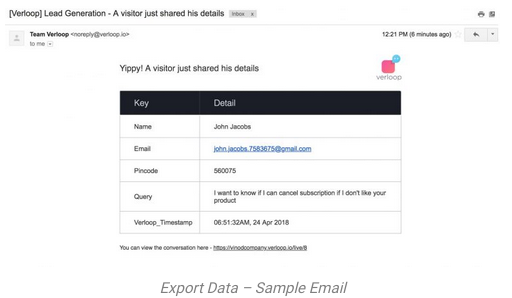 [Verloop] Lead Generation - A visitor just shared his details Inbox x
Team Verloop <noreply@verloop.io> 12:21 PM (6 minutes ago)
to me
Yippy! A visitor just shared his details
verloop
Key Detail
Name John Jacobs
Email john.jacobs.7583675@gmail.com
Pincode 560075
Query I want to know if I can cancel subscription if I don't like your
product
Verloop_Timestamp 06:51:32AM, 24 Apr 2018
You can view the conversation here - https://vinodcompany.verloop.io/live/8
Export Data – Sample Email